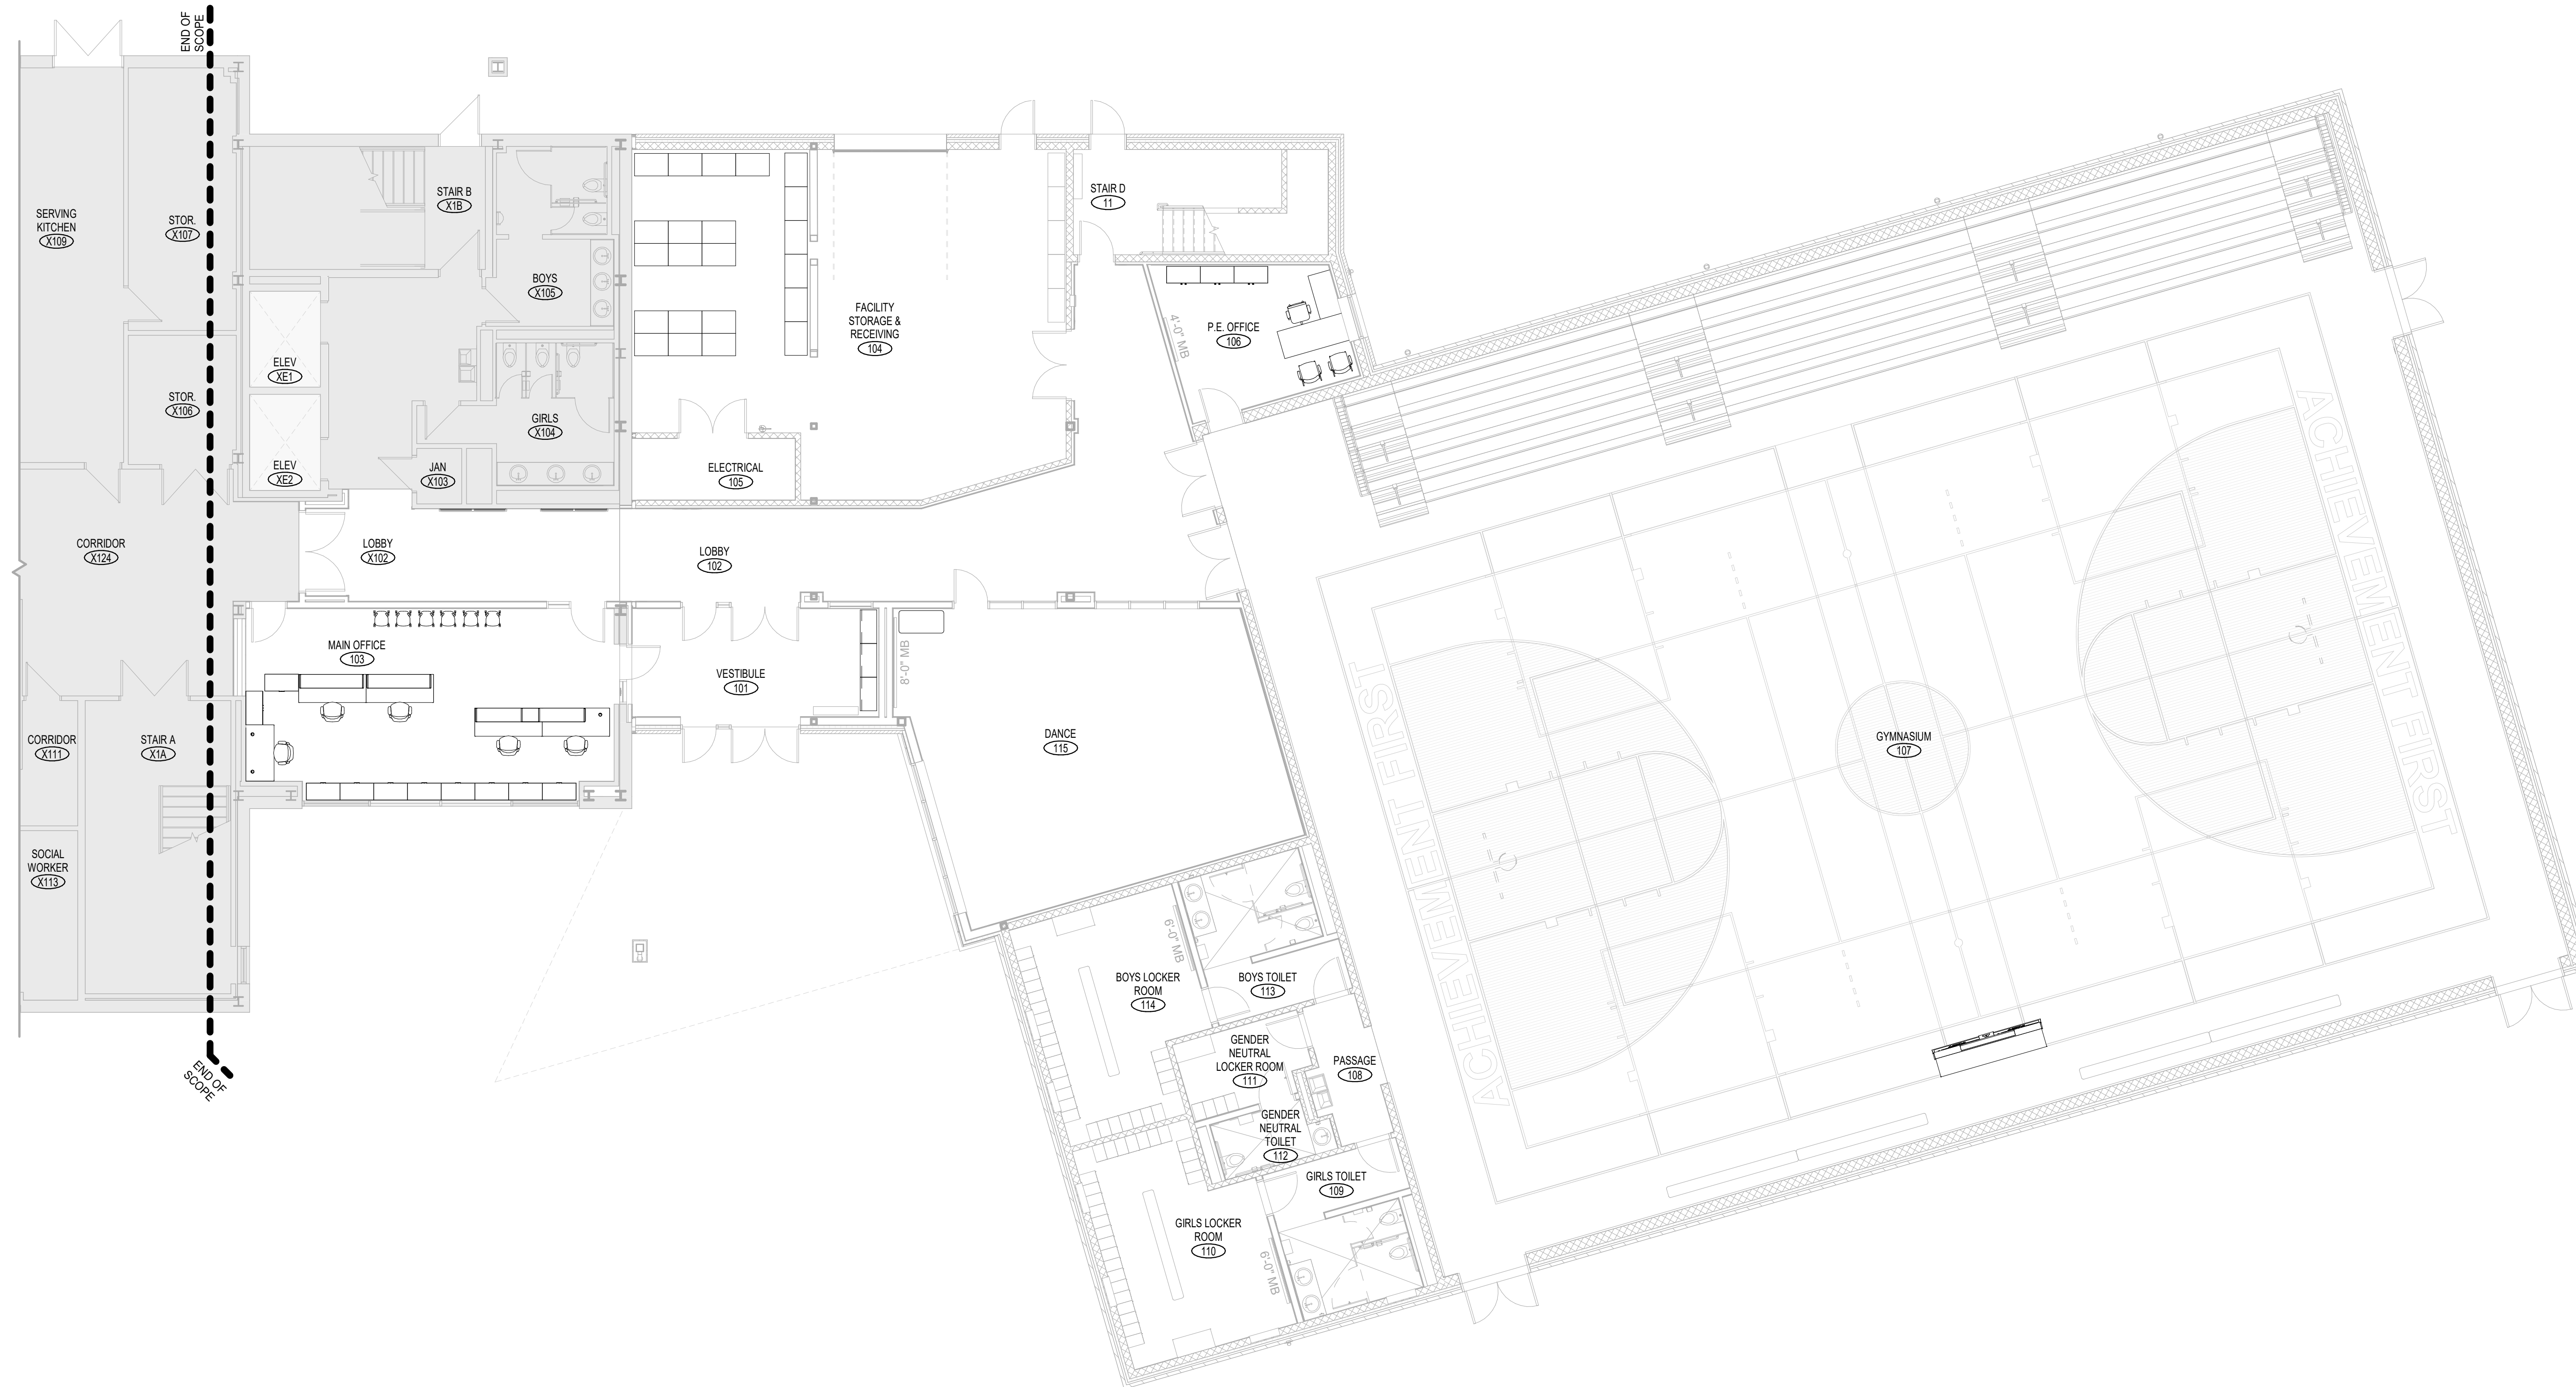 END OF
SCOPE
SERVING
KITCHEN
X109
STOR.
X107
STAIR B
X1B
BOYS
X105
STAIR D
11
FACILITY
STORAGE &
RECEIVING
104
P.E. OFFICE
106
4'-0" MB
ELEV
XE1
STOR.
X106
GIRLS
X104
ELEV
XE2
JAN
X103
ELECTRICAL
105
ACHIEVEMENT FIRST
CORRIDOR
X124
LOBBY
X102
LOBBY
102
MAIN OFFICE
103
VESTIBULE
101
8'-0" MB
CORRIDOR
X111
STAIR A
X1A
DANCE
115
GYMNASIUM
107
ACHIEVEMENT FIRST
SOCIAL
WORKER
X113
6'-0" MB
BOYS LOCKER
ROOM
114
BOYS TOILET
113
GENDER
NEUTRAL
LOCKER ROOM
111
PASSAGE
108
END OF
SCOPE
GENDER
NEUTRAL
TOILET
112
GIRLS TOILET
109
GIRLS LOCKER
ROOM
110
6'-0" MB